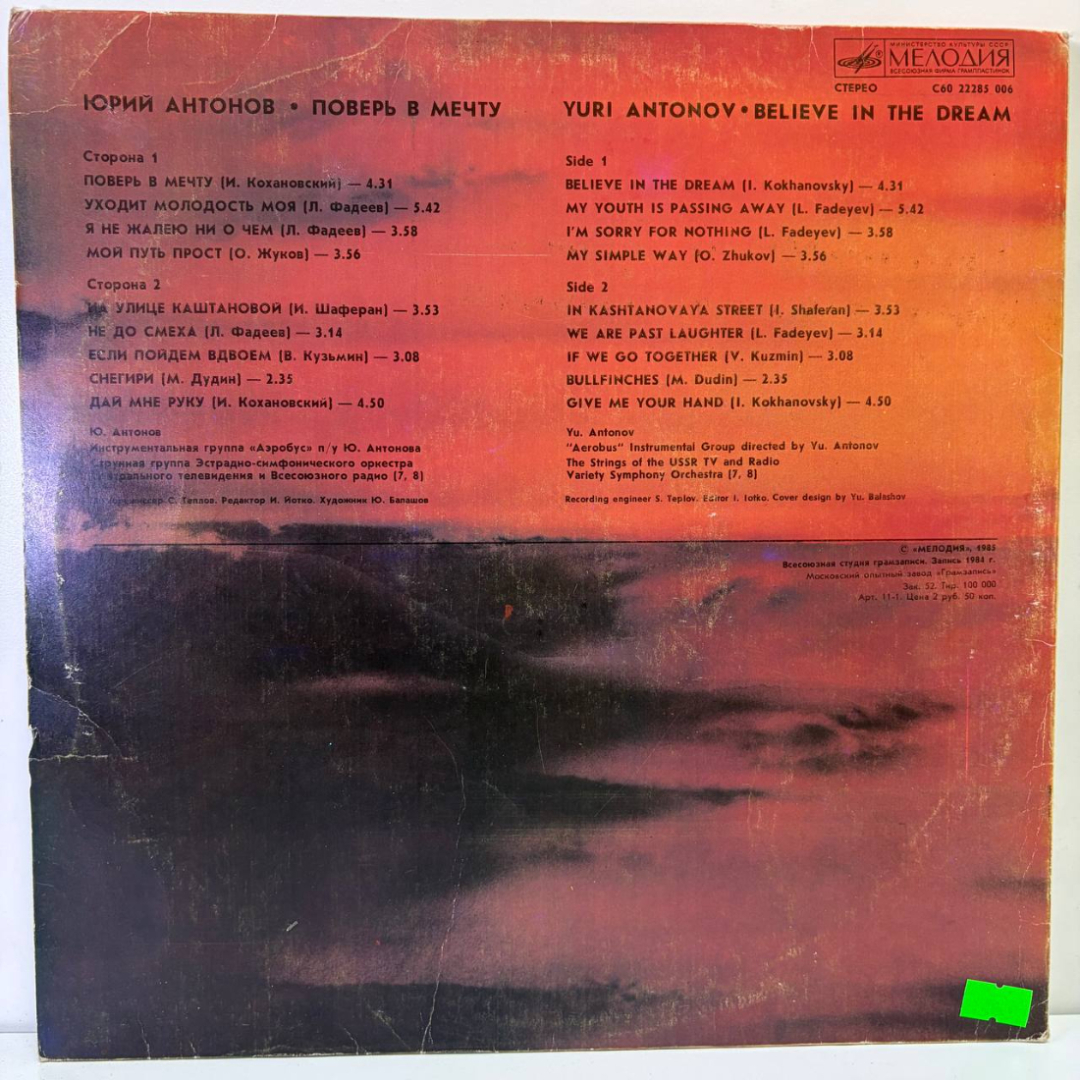 МИНИСТЕРСТВО КУЛЬТУРЫ СССР
МЕЛОДИЯ
ВСЕСОЮЗНАЯ ФИРМА ГРАМПЛАСТИНОК
СТЕРЕО С60 22285 006
ЮРИЙ АНТОНОВ • ПОВЕРЬ В МЕЧТУ
Сторона 1
ПОВЕРЬ В МЕЧТУ (И. Кохановский) — 4.31
УХОДИТ МОЛОДОСТЬ МОЯ (Л. Фадеев) — 5.42
Я НЕ ЖАЛЕЮ НИ О ЧЕМ (Л. Фадеев) — 3.58
МОЙ ПУТЬ ПРОСТ (О. Жуков) — 3.56
Сторона 2
НА УЛИЦЕ КАШТАНОВОЙ (И. Шаферан) — 3.53
НЕ ДО СМЕХА (Л. Фадеев) — 3.14
ЕСЛИ ПОЙДЕМ ВДВОЕМ (В. Кузьмин) — 3.08
СНЕГИРИ (М. Дудин) — 2.35
ДАЙ МНЕ РУКУ (И. Кохановский) — 4.50
Ю. Антонов
Инструментальная группа «Аэробус» п/у Ю. Антонова
Струнная группа Эстрадно-симфонического оркестра
Центрального телевидения и Всесоюзного радио (7, 8)
С. Теплов. Редактор И. Йотко. Художник Ю. Балашов
YURI ANTONOV • BELIEVE IN THE DREAM
Side 1
BELIEVE IN THE DREAM (I. Kokhanovsky) — 4.31
MY YOUTH IS PASSING AWAY (L. Fadeyev) — 5.42
I'M SORRY FOR NOTHING (L. Fadeyev) — 3.58
MY SIMPLE WAY (O. Zhukov) — 3.56
Side 2
IN KASHTANOVAYA STREET (I. Shaferan) — 3.53
WE ARE PAST LAUGHTER (L. Fadeyev) — 3.14
IF WE GO TOGETHER (V. Kuzmin) — 3.08
BULLFINCHES (M. Dudin) — 2.35
GIVE ME YOUR HAND (I. Kokhanovsky) — 4.50
Yu. Antonov
"Aerobus" Instrumental Group directed by Yu. Antonov
The Strings of the USSR TV and Radio
Variety Symphony Orchestra (7, 8)
Recording engineer S. Teplov. Editor I. Iotko. Cover design by Yu. Balashov
© «МЕЛОДИЯ», 1985
Всесоюзная студия грамзаписи. Запись 1984 г.
Московский опытный завод «Грамзапись»
Зак. 52. Тир. 100 000
Арт. 11-1. Цена 2 руб. 50 коп.